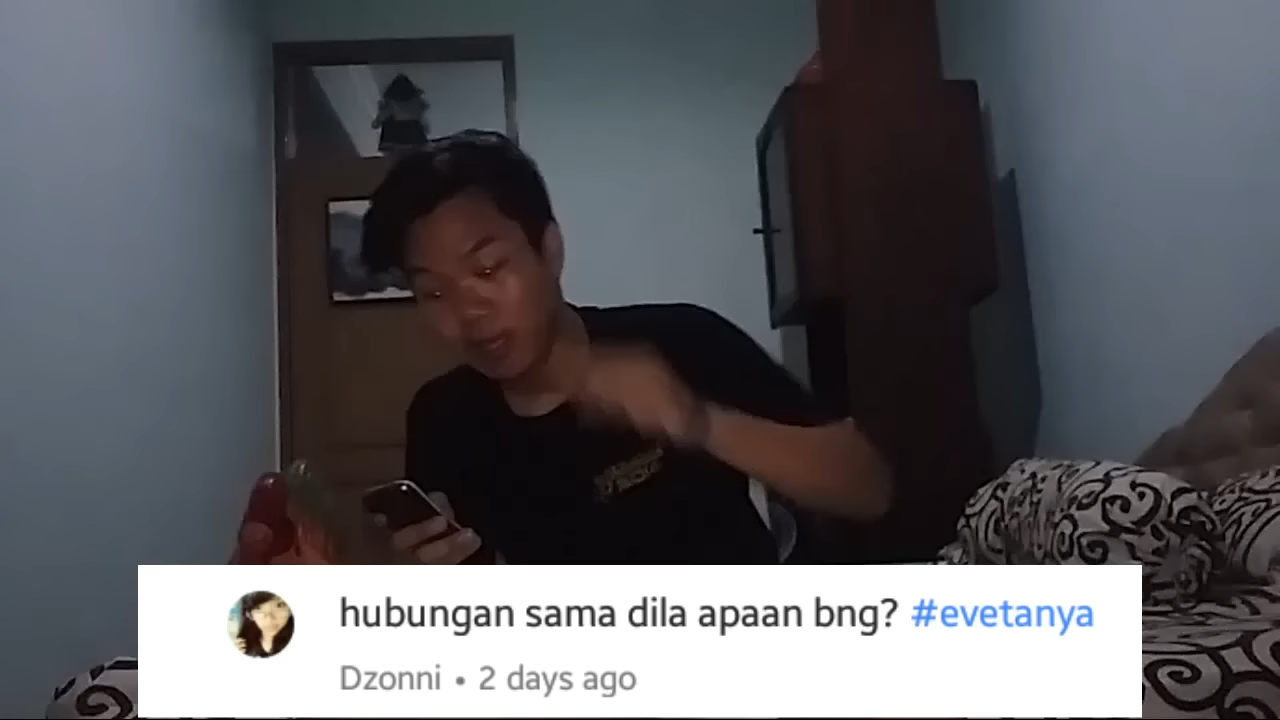 hubungan sama dila apaan bng? #evetanya
Dzonni • 2 days ago